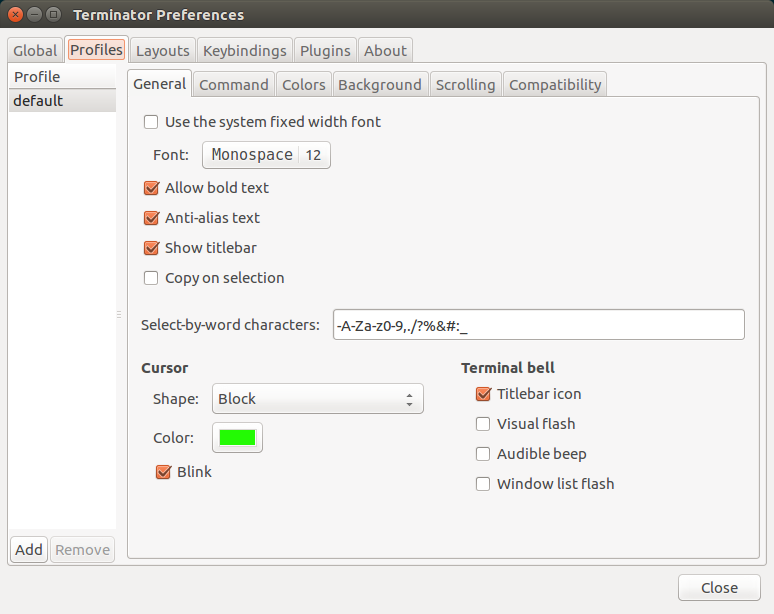 Terminator Preferences
Global Profiles Layouts Keybindings Plugins About
Profile
default
General Command Colors Background Scrolling Compatibility
Use the system fixed width font
Font: Monospace 12
Allow bold text
Anti-alias text
Show titlebar
Copy on selection
Select-by-word characters: -A-Za-z0-9,./?%&#:_
Cursor
Shape: Block
Color:
Blink
Terminal bell
Titlebar icon
Visual flash
Audible beep
Window list flash
Add Remove
Close